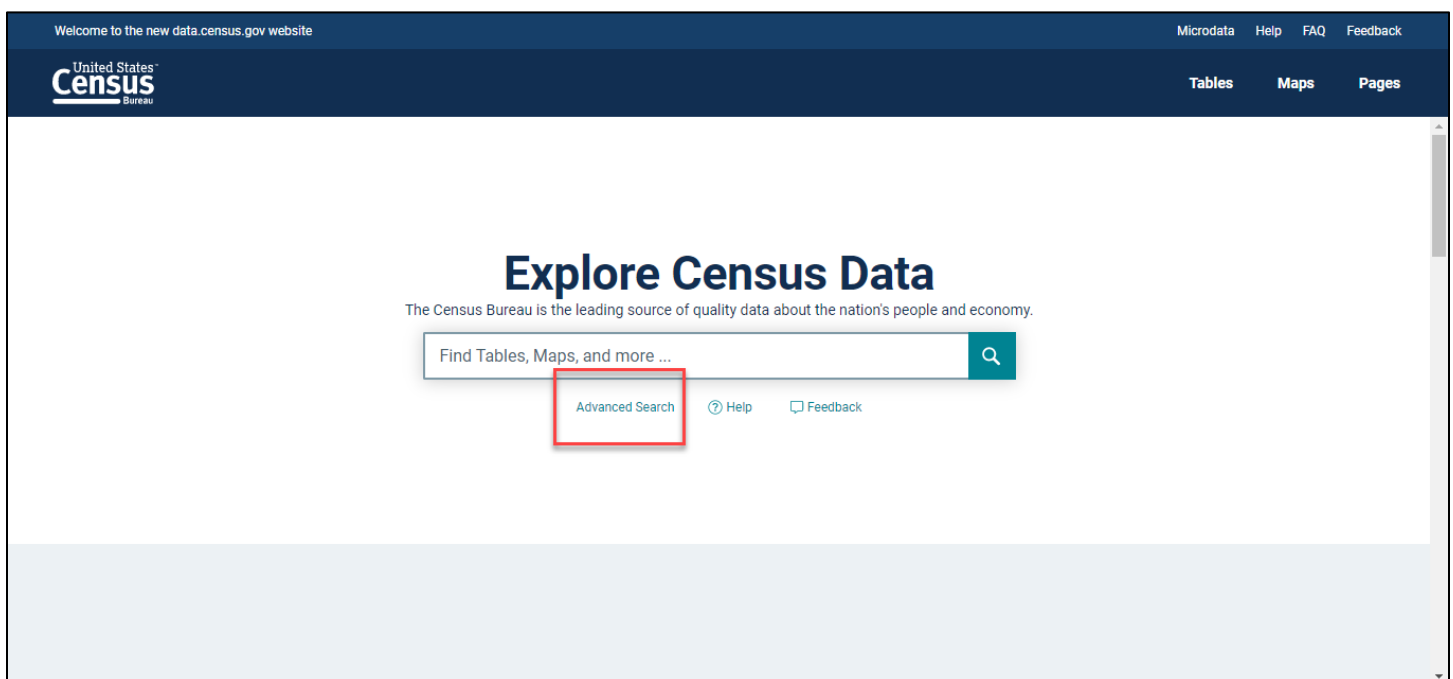 Welcome to the new data.census.gov website
Microdata Help FAQ Feedback
United States™
Census
Bureau
Tables Maps Pages
Explore Census Data
The Census Bureau is the leading source of quality data about the nation's people and economy.
Find Tables, Maps, and more ...
Advanced Search ? Help Feedback